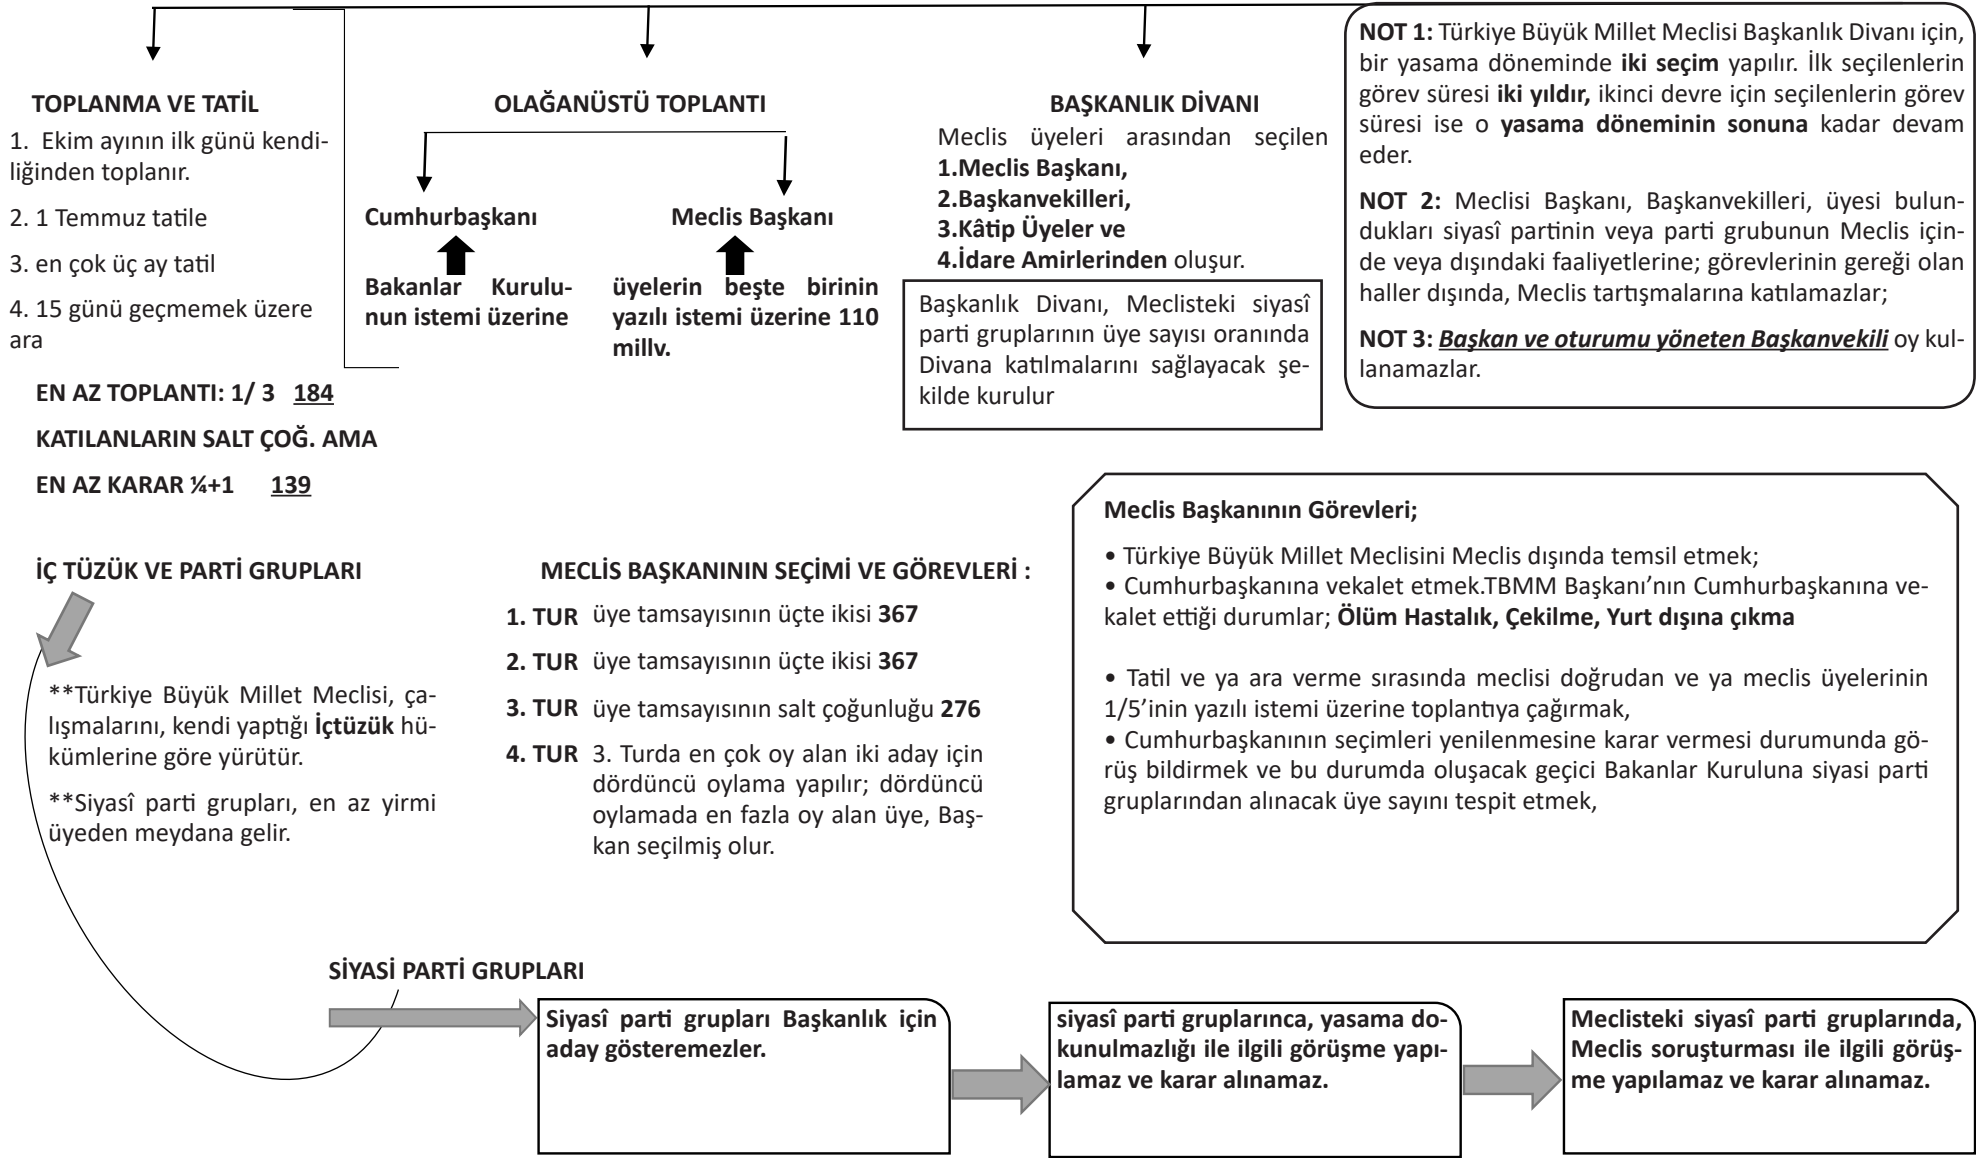 TOPLANMA VE TATİL
1. Ekim ayının ilk günü kendi-
liğinden toplanır.
2. 1 Temmuz tatile
3. en çok üç ay tatil
4. 15 günü geçmemek üzere
ara
EN AZ TOPLANTI: 1/ 3 184
KATILANLARIN SALT ÇOĞ. AMA
EN AZ KARAR ¼+1 139
OLAĞANÜSTÜ TOPLANTI
Cumhurbaşkanı
Bakanlar Kurulu-
nun istemi üzerine
Meclis Başkanı
üyelerin beşte birinin
yazılı istemi üzerine 110
millv.
BAŞKANLIK DİVANI
Meclis üyeleri arasından seçilen
1.Meclis Başkanı,
2.Başkanvekilleri,
3.Kâtip Üyeler ve
4.İdare Amirlerinden oluşur.
Başkanlık Divanı, Meclisteki siyasî
parti gruplarının üye sayısı oranında
Divana katılmalarını sağlayacak şe-
kilde kurulur
NOT 1: Türkiye Büyük Millet Meclisi Başkanlık Divanı için,
bir yasama döneminde iki seçim yapılır. İlk seçilenlerin
görev süresi iki yıldır, ikinci devre için seçilenlerin görev
süresi ise o yasama döneminin sonuna kadar devam
eder.
NOT 2: Meclisi Başkanı, Başkanvekilleri, üyesi bulun-
dukları siyasî partinin veya parti grubunun Meclis için-
de veya dışındaki faaliyetlerine; görevlerinin gereği olan
haller dışında, Meclis tartışmalarına katılamazlar;
NOT 3: Başkan ve oturumu yöneten Başkanvekili oy kul-
lanamazlar.
İÇ TÜZÜK VE PARTİ GRUPLARI
**Türkiye Büyük Millet Meclisi, ça-
lışmalarını, kendi yaptığı İçtüzük hü-
kümlerine göre yürütür.
**Siyasî parti grupları, en az yirmi
üyeden meydana gelir.
MECLİS BAŞKANININ SEÇİMİ VE GÖREVLERİ :
1. TUR üye tamsayısının üçte ikisi 367
2. TUR üye tamsayısının üçte ikisi 367
3. TUR üye tamsayısının salt çoğunluğu 276
4. TUR 3. Turda en çok oy alan iki aday için
dördüncü oylama yapılır; dördüncü
oylamada en fazla oy alan üye, Baş-
kan seçilmiş olur.
Meclis Başkanının Görevleri;
• Türkiye Büyük Millet Meclisini Meclis dışında temsil etmek;
• Cumhurbaşkanına vekalet etmek.TBMM Başkanı’nın Cumhurbaşkanına ve-
kalet ettiği durumlar; Ölüm Hastalık, Çekilme, Yurt dışına çıkma
• Tatil ve ya ara verme sırasında meclisi doğrudan ve ya meclis üyelerinin
1/5’inin yazılı istemi üzerine toplantıya çağırmak,
• Cumhurbaşkanının seçimleri yenilenmesine karar vermesi durumunda gö-
rüş bildirmek ve bu durumda oluşacak geçici Bakanlar Kuruluna siyasi parti
gruplarından alınacak üye sayını tespit etmek,
SİYASİ PARTİ GRUPLARI
Siyasî parti grupları Başkanlık için
aday gösteremezler.
siyasî parti gruplarınca, yasama do-
kunulmazlığı ile ilgili görüşme yapı-
lamaz ve karar alınamaz.
Meclisteki siyasî parti gruplarında,
Meclis soruşturması ile ilgili görüş-
me yapılamaz ve karar alınamaz.